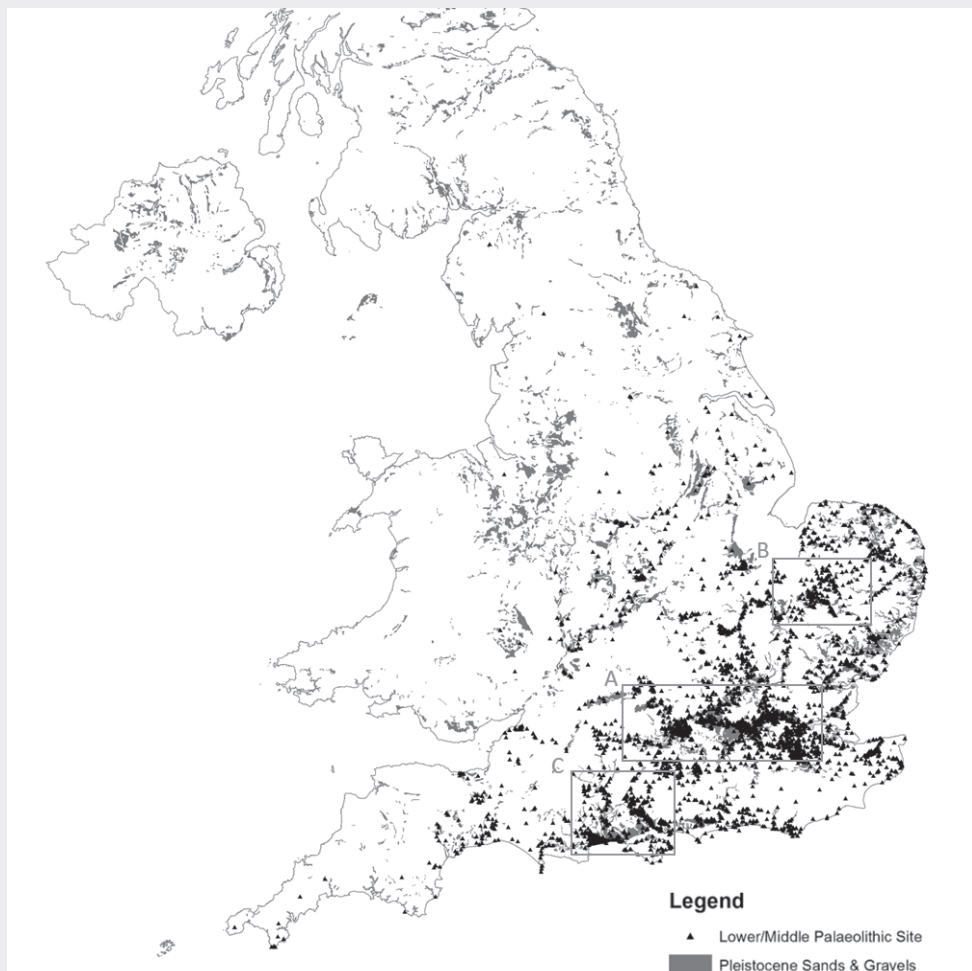 B
A
C
Legend
Lower/Middle Palaeolithic Site
Pleistocene Sands & Gravels